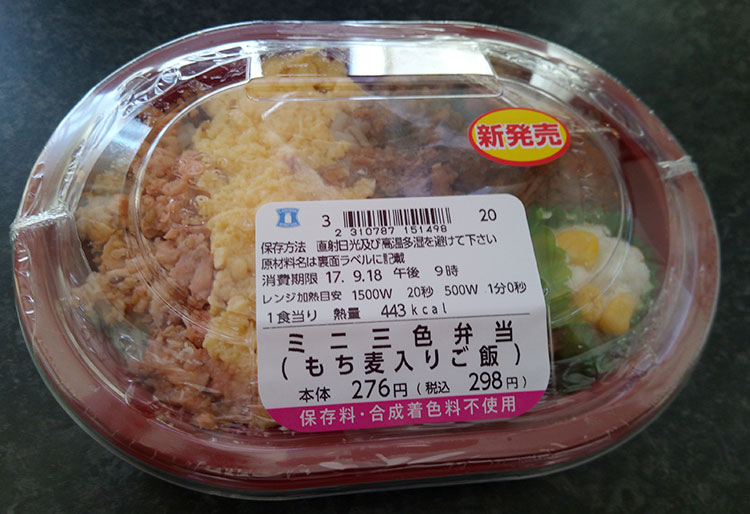 新発売
3 20
2 310787 151498
保存方法 直射日光及び高温多湿を避けて下さい
原材料名は裏面ラベルに記載
消費期限 17.9.18 午後 9時
レンジ加熱目安 1500W 20秒 500W 1分0秒
1食当り 熱量 443kcal
ミニ三色弁当
(もち麦入りご飯)
本体 276円(税込 298円)
保存料・合成着色料不使用